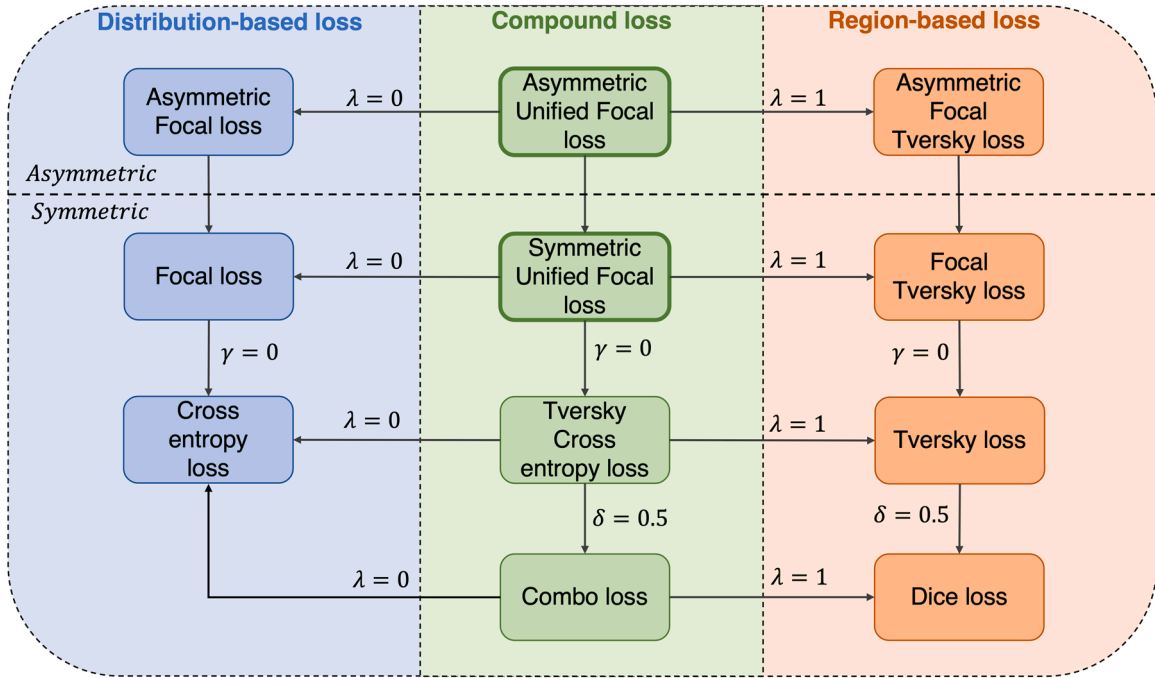 Distribution-based loss
Compound loss
Region-based loss
Asymmetric
Focal loss
λ = 0
Asymmetric
Unified Focal
loss
λ = 1
Asymmetric
Focal
Tversky loss
Asymmetric
Symmetric
Focal loss
λ = 0
Symmetric
Unified Focal
loss
λ = 1
Focal
Tversky loss
γ = 0
γ = 0
γ = 0
Cross
entropy
loss
λ = 0
Tversky
Cross
entropy loss
λ = 1
Tversky loss
δ = 0.5
δ = 0.5
λ = 0
Combo loss
λ = 1
Dice loss